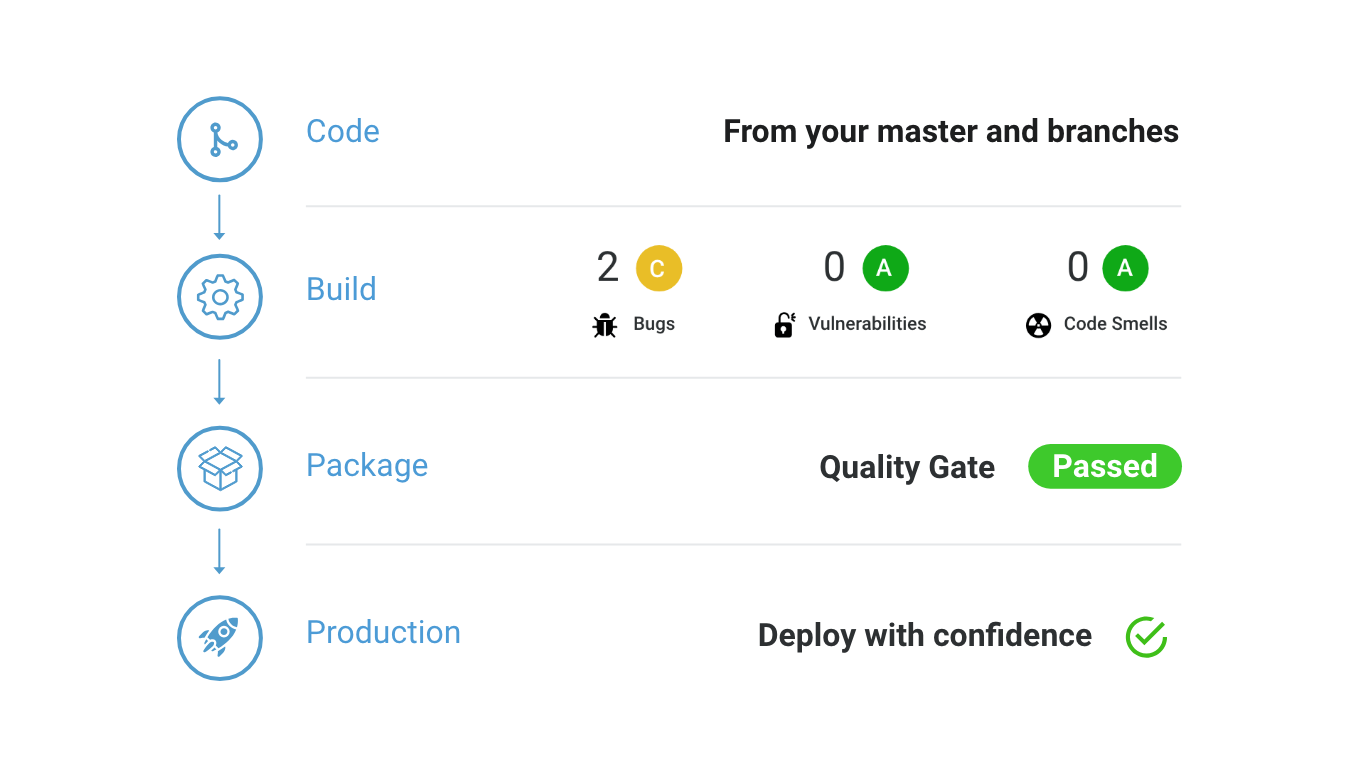 Code
From your master and branches
Build
2 C
0 A
0 A
Bugs
Vulnerabilities
Code Smells
Package
Quality Gate
Passed
Production
Deploy with confidence